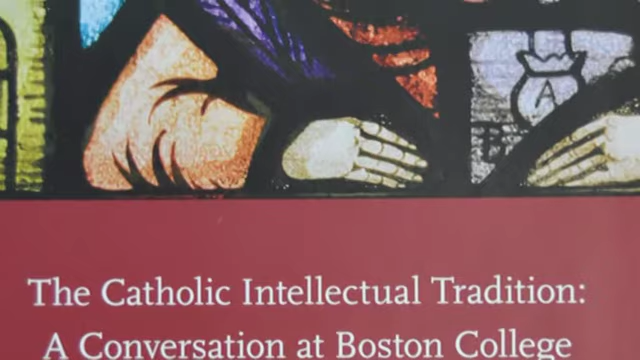 A
The Catholic Intellectual Tradition:
A Conversation at Boston College